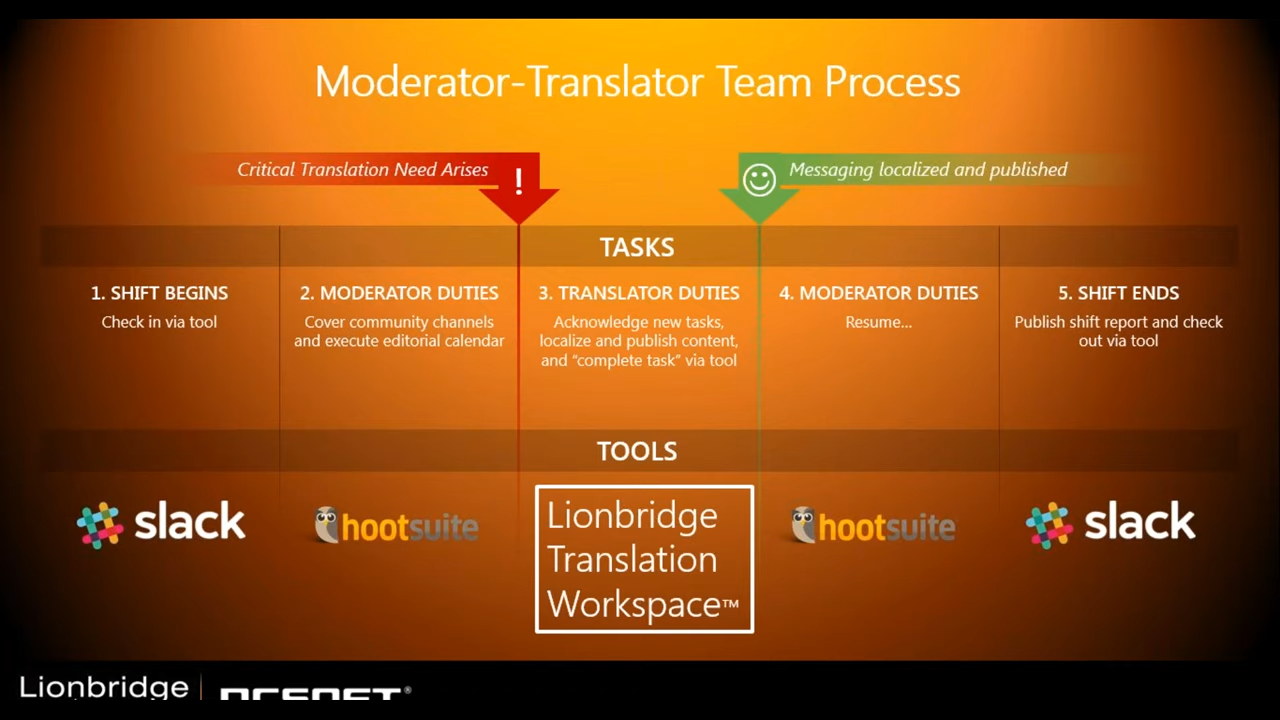 Moderator-Translator Team Process
Critical Translation Need Arises
!
Messaging localized and published
TASKS
1. SHIFT BEGINS
Check in via tool
2. MODERATOR DUTIES
Cover community channels
and execute editorial calendar
3. TRANSLATOR DUTIES
Acknowledge new tasks,
localize and publish content,
and “complete task” via tool
4. MODERATOR DUTIES
Resume...
5. SHIFT ENDS
Publish shift report and check
out via tool
TOOLS
slack
hootsuite
Lionbridge
Translation
Workspace™
hootsuite
slack
Lionbridge